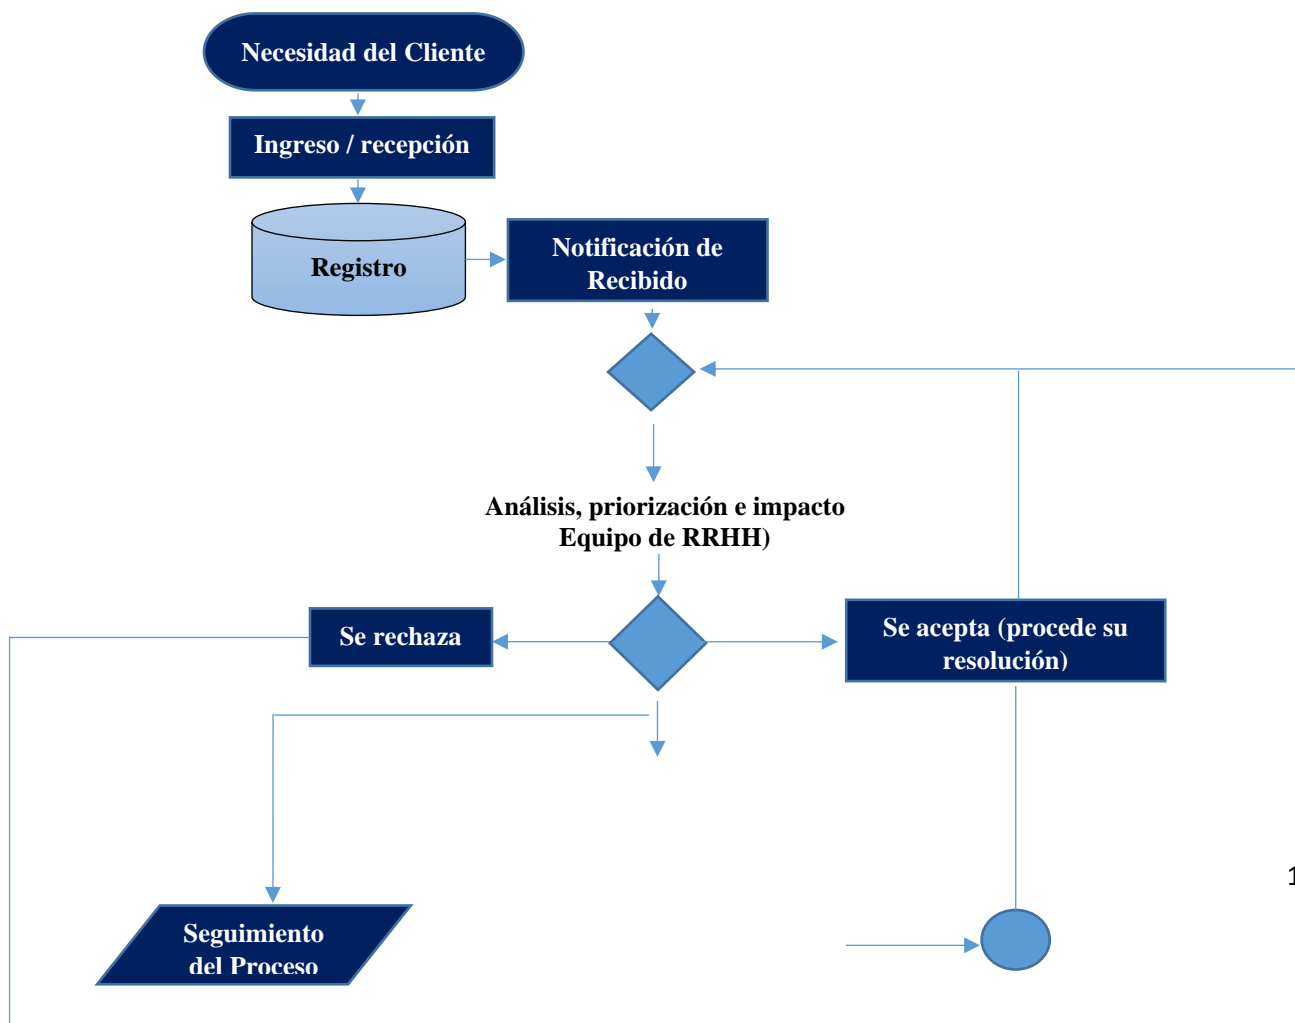 Necesidad del Cliente
Ingreso / recepción
Registro
Notificación de
Recibido
Análisis, priorización e impacto
Equipo de RRHH)
Se rechaza
Se acepta (procede su
resolución)
1
Seguimiento
del Proceso